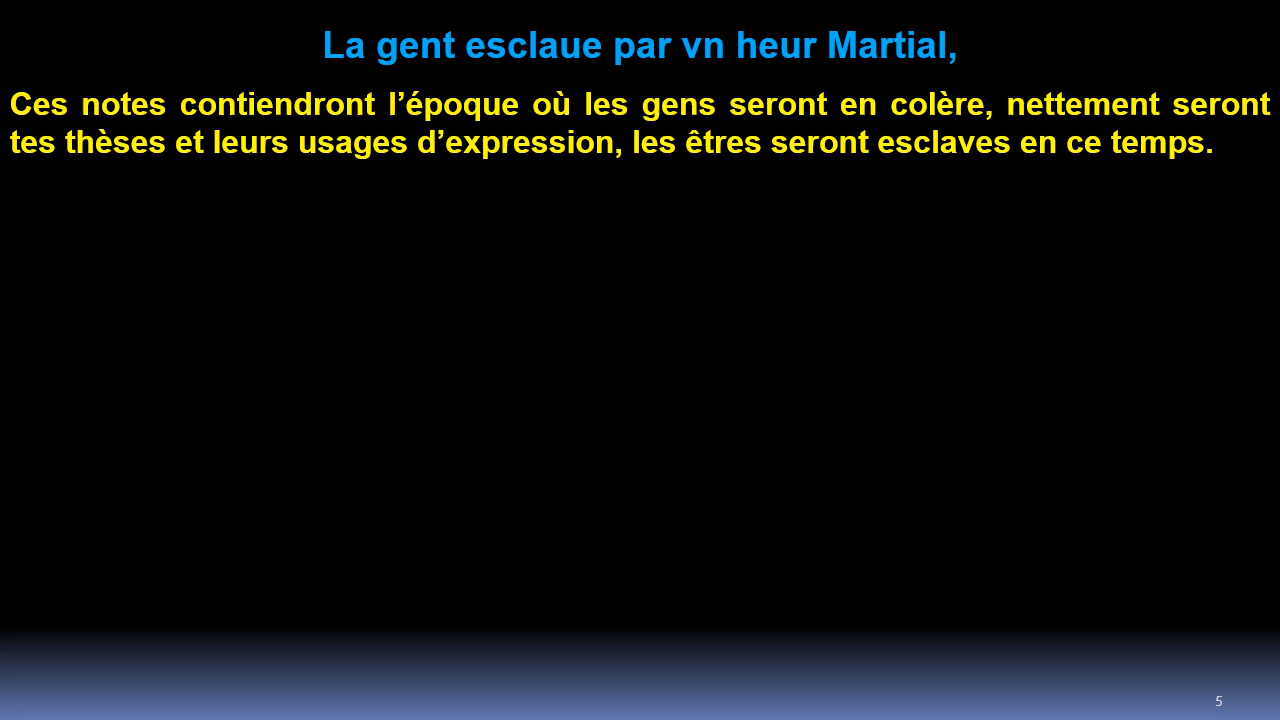 La gent esclaue par vn heur Martial,
Ces notes contiendront l’époque où les gens seront en colère, nettement seront
tes thèses et leurs usages d’expression, les êtres seront esclaves en ce temps.
5